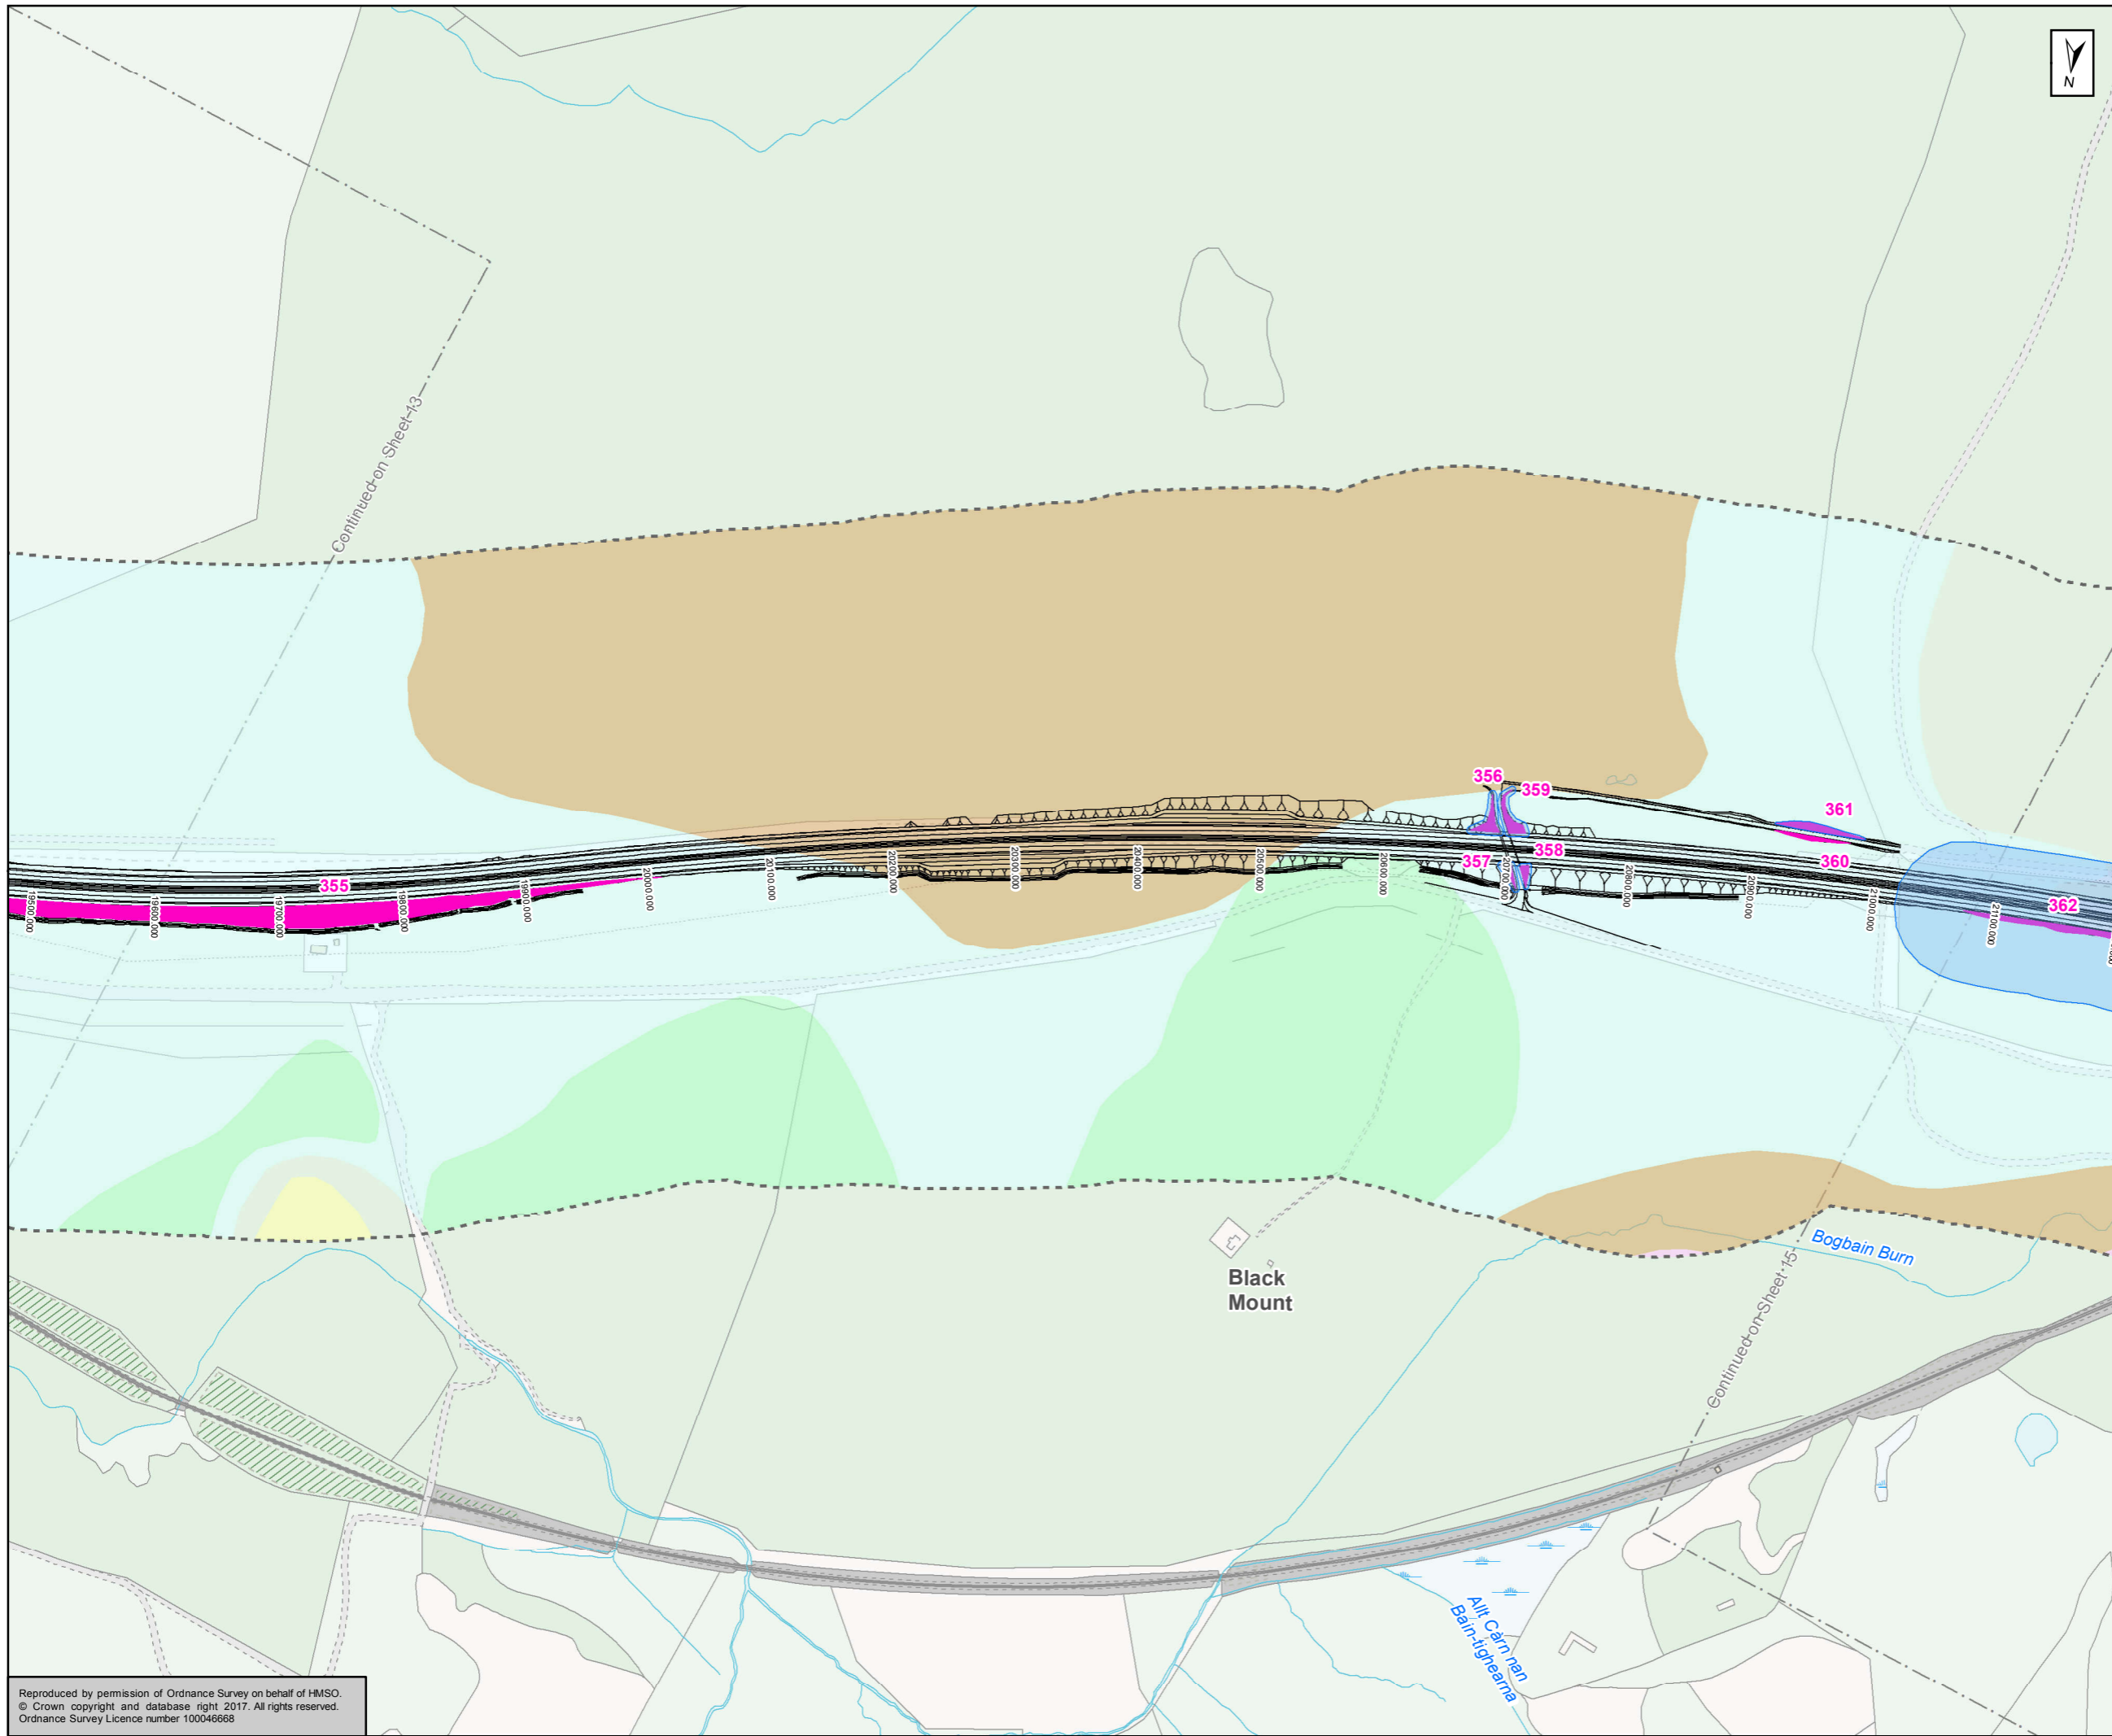 N
Continued on Sheet 13
356
359
361
355
357
358
360
362
19500.000
19600.000
19700.000
19800.000
19900.000
20000.000
20100.000
20200.000
20300.000
20400.000
20500.000
20600.000
20700.000
20800.000
20900.000
21000.000
21100.000
Bogbain Burn
Continued on Sheet 15
Black
Mount
Allt Càrn nan
Bain-tighearna
Reproduced by permission of Ordnance Survey on behalf of HMSO.
© Crown copyright and database right 2017. All rights reserved.
Ordnance Survey Licence number 100046668